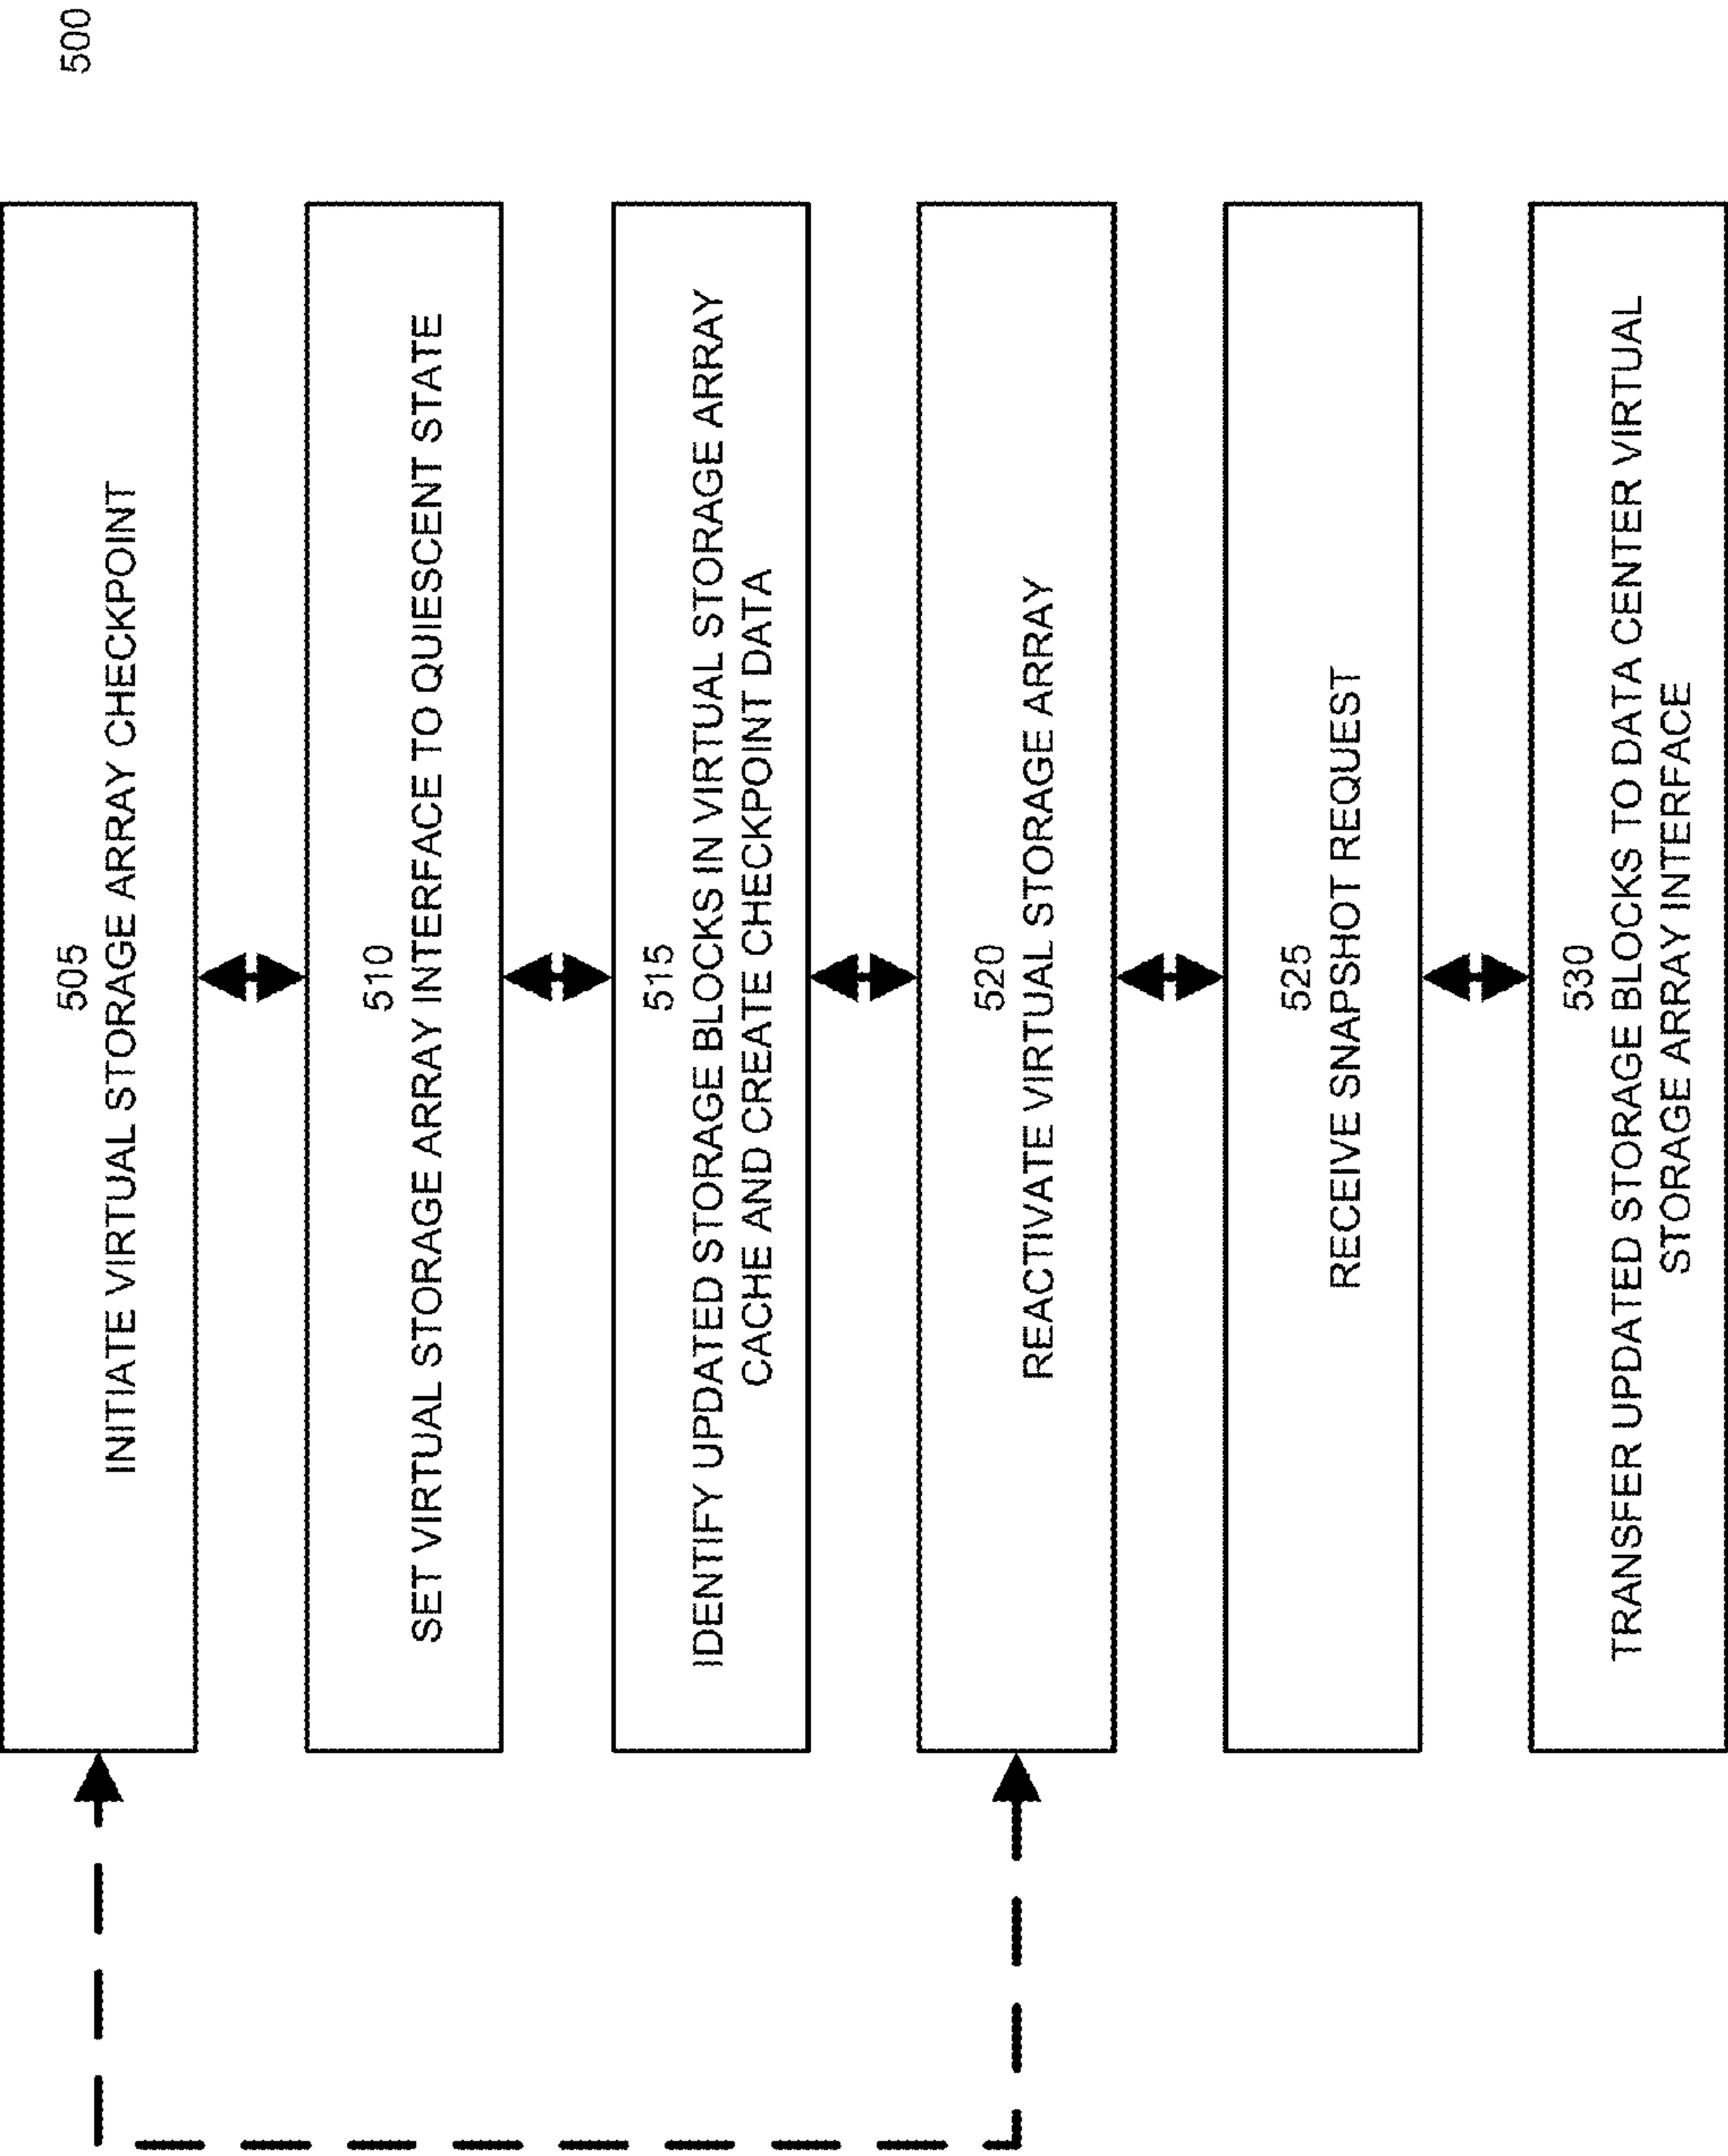 500
505
INITIATE VIRTUAL STORAGE ARRAY CHECKPOINT
510
SET VIRTUAL STORAGE ARRAY INTERFACE TO QUIESCENT STATE
515
IDENTIFY UPDATED STORAGE BLOCKS IN VIRTUAL STORAGE ARRAY
CACHE AND CREATE CHECKPOINT DATA
520
REACTIVATE VIRTUAL STORAGE ARRAY
525
RECEIVE SNAPSHOT REQUEST
530
TRANSFER UPDATED STORAGE BLOCKS TO DATA CENTER VIRTUAL
STORAGE ARRAY INTERFACE